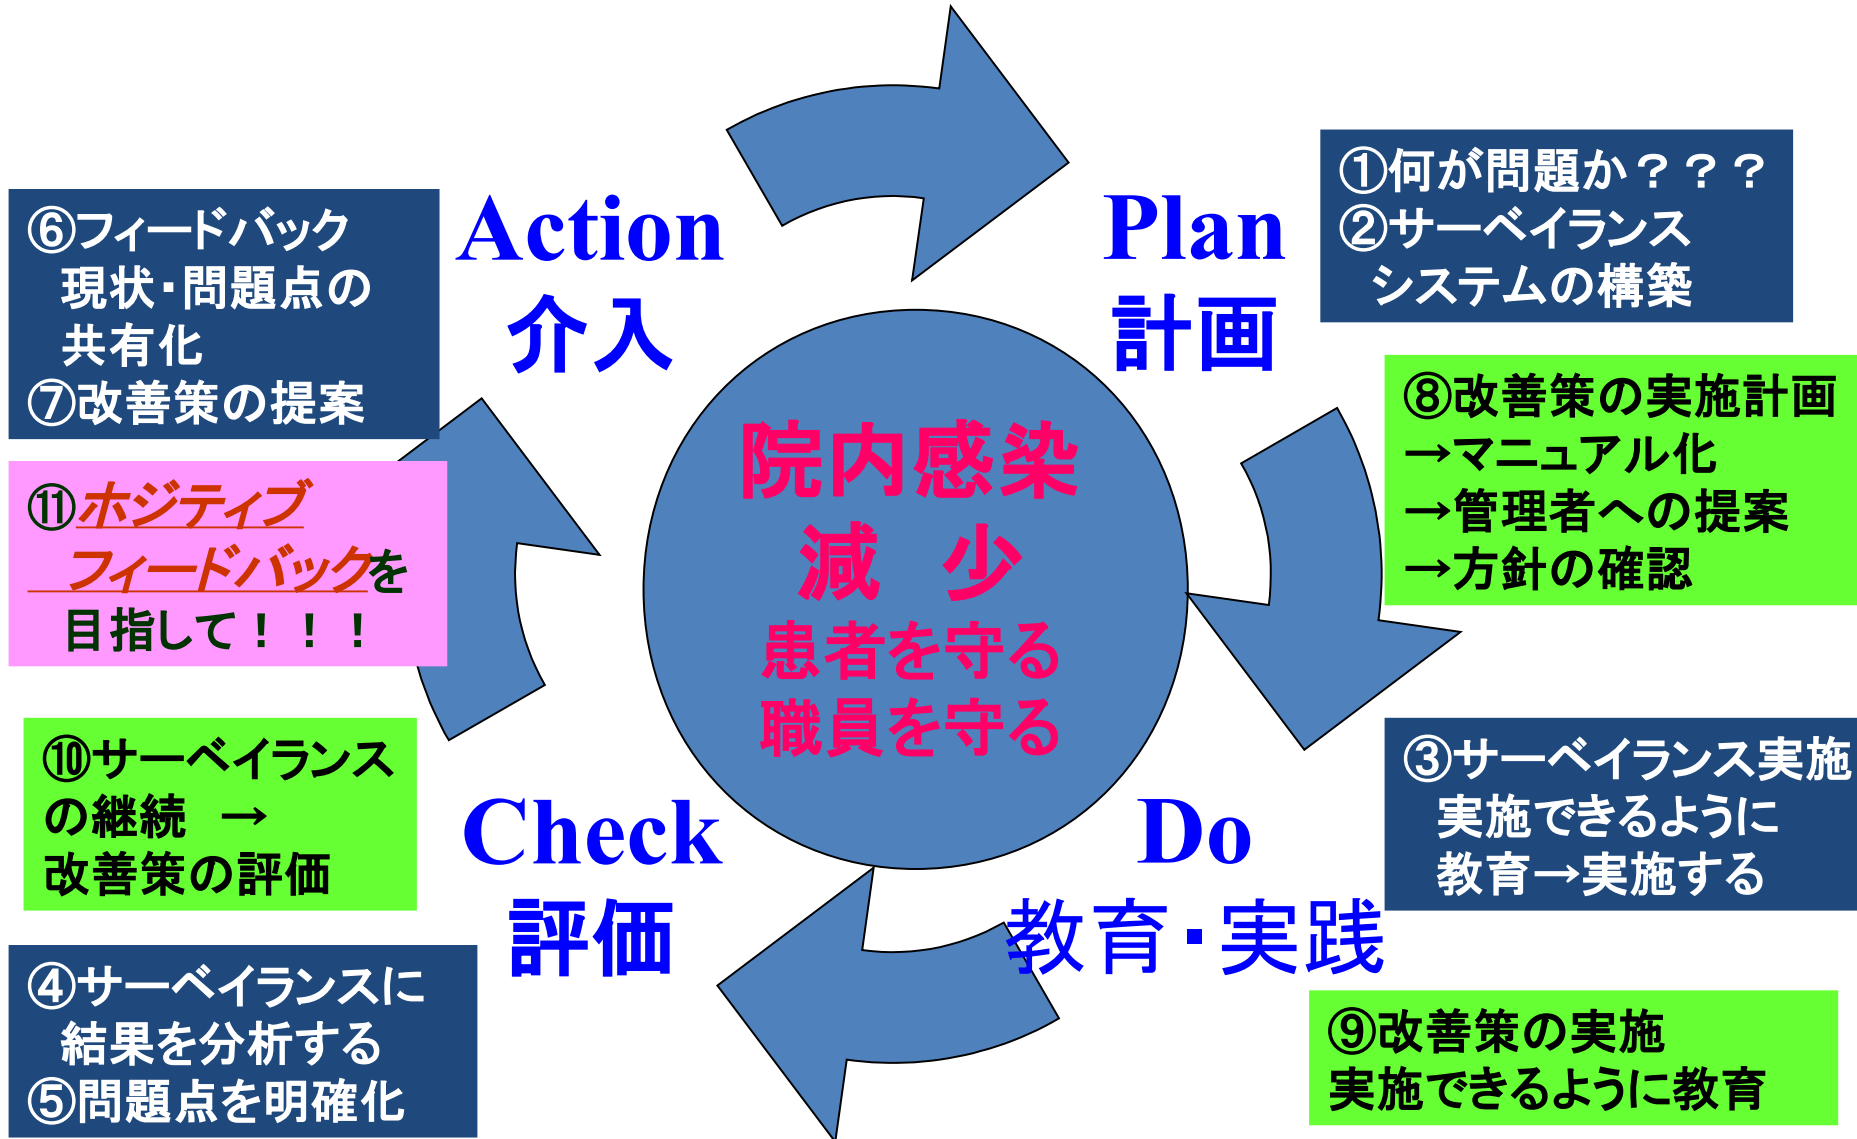 Action
介入
Plan
計画
①何が問題か？？？
②サーベイランス
システムの構築
⑧改善策の実施計画
→マニュアル化
→管理者への提案
→方針の確認
③サーベイランス実施
実施できるように
教育→実施する
Do
教育・実践
⑨改善策の実施
実施できるように教育
Check
評価
④サーベイランスに
結果を分析する
⑤問題点を明確化
⑩サーベイランス
の継続　→
改善策の評価
⑥フィードバック
現状・問題点の
共有化
⑦改善策の提案
⑪ホジティブ
フィードバックを
目指して！！！
院内感染
減　少
患者を守る
職員を守る